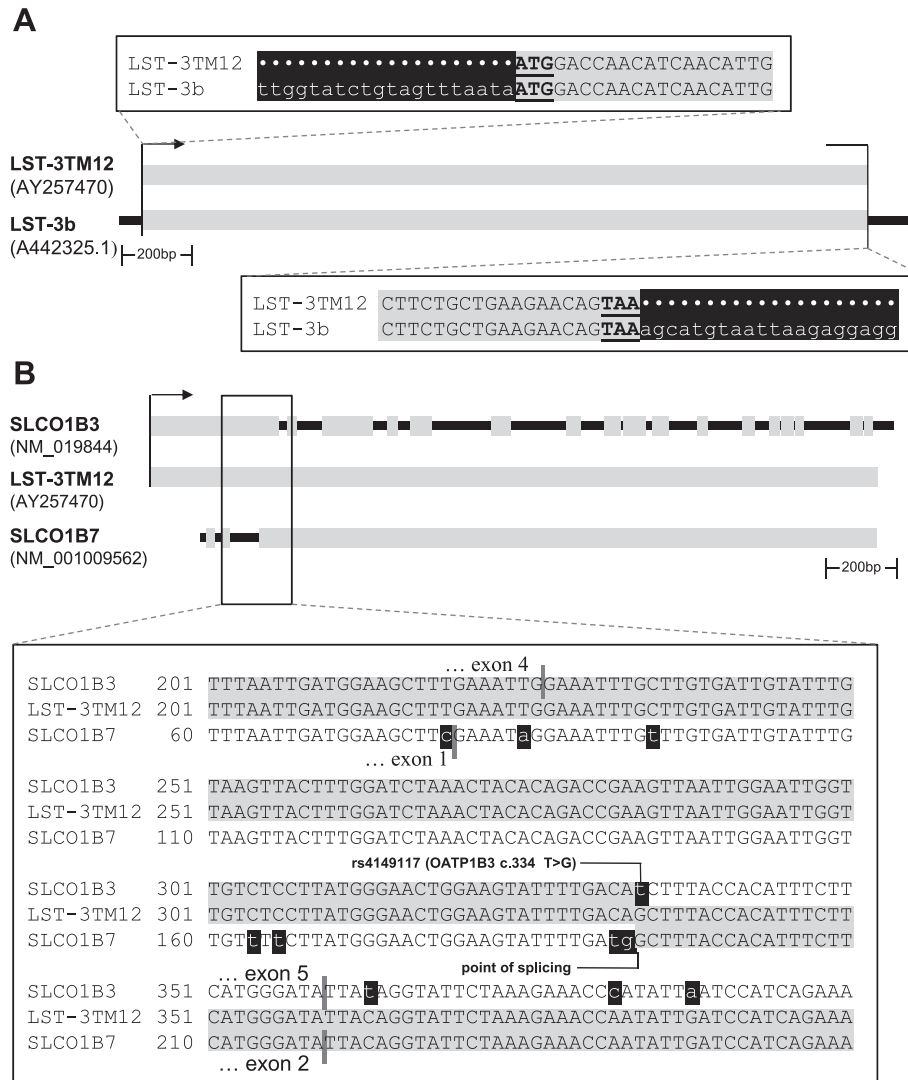 A
LST-3TM12 ••••••••••••••••••••ATGGACCAACATCAACATTG
LST-3b ttggtatctgtagtttaataATGGACCAACATCAACATTG
LST-3TM12
(AY257470)
LST-3b
(A442325.1)
200bp
LST-3TM12 CTTCTGCTGAAGAACAGTAA••••••••••••••••••••
LST-3b CTTCTGCTGAAGAACAGTAAagcatgtaattaagaggagg
B
SLCO1B3
(NM_019844)
LST-3TM12
(AY257470)
SLCO1B7
(NM_001009562)
200bp
... exon 4
SLCO1B3 201 TTTAATTGATGGAAGCTTTGAAATTGGAAATTTGCTTGTGATTGTATTTG
LST-3TM12 201 TTTAATTGATGGAAGCTTTGAAATTGGAAATTTGCTTGTGATTGTATTTG
SLCO1B7 60 TTTAATTGATGGAAGCTTcGAAATaGGAAATTTGtTTGTGATTGTATTTG
... exon 1
SLCO1B3 251 TAAGTTACTTTGGATCTAAACTACACAGACCGAAGTTAATTGGAATTGGT
LST-3TM12 251 TAAGTTACTTTGGATCTAAACTACACAGACCGAAGTTAATTGGAATTGGT
SLCO1B7 110 TAAGTTACTTTGGATCTAAACTACACAGACCGAAGTTAATTGGAATTGGT
rs4149117 (OATP1B3 c.334 T>G)
SLCO1B3 301 TGTCTCCTTATGGGAACTGGAAGTATTTTGACAtCTTTACCACATTTCTT
LST-3TM12 301 TGTCTCCTTATGGGAACTGGAAGTATTTTGACAGCTTTACCACATTTCTT
SLCO1B7 160 TGTtTtCTTATGGGAACTGGAAGTATTTTGAtgGCTTTACCACATTTCTT
point of splicing
... exon 5
SLCO1B3 351 CATGGGATATTAtAGGTATTCTAAAGAAACCcATATTaATCCATCAGAAA
LST-3TM12 351 CATGGGATATTACAGGTATTCTAAAGAAACCAATATTGATCCATCAGAAA
SLCO1B7 210 CATGGGATATTACAGGTATTCTAAAGAAACCAATATTGATCCATCAGAAA
... exon 2